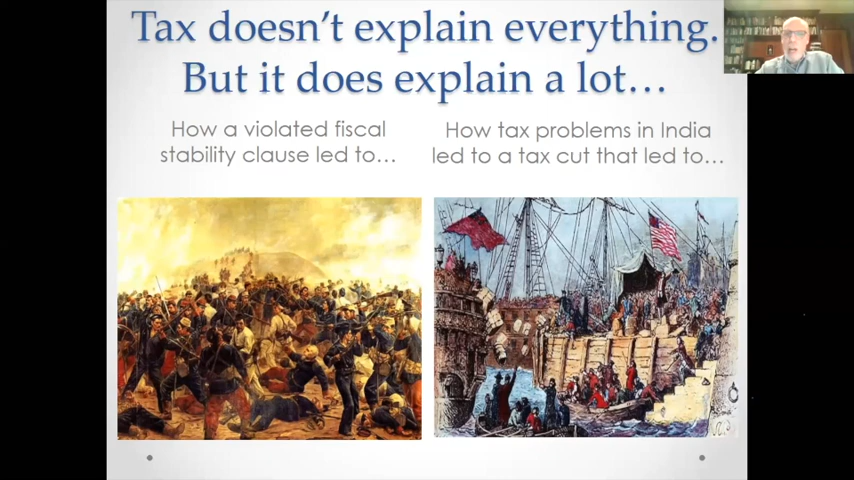 Tax doesn't explain everything.
But it does explain a lot…
How a violated fiscal
stability clause led to…
How tax problems in India
led to a tax cut that led to…